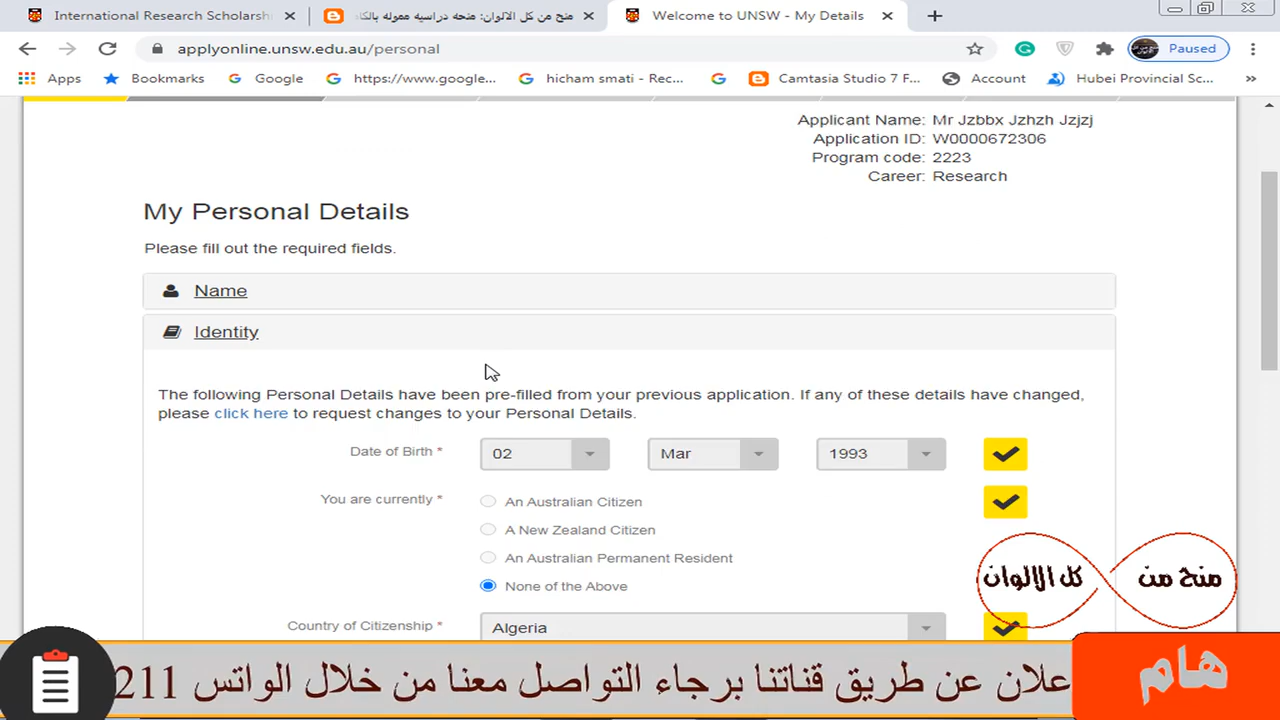 International Research Scholarsh
منح من كل الالوان: منحه دراسيه مموله بالكا
Welcome to UNSW - My Details
applyonline.unsw.edu.au/personal
Paused
Apps
Bookmarks
Google
https://www.google...
hicham smati - Rec...
Camtasia Studio 7 F...
Account
Hubei Provincial Sc...
»
Applicant Name: Mr Jzbbx Jzhzh Jzjzj
Application ID: W0000672306
Program code: 2223
Career: Research
My Personal Details
Please fill out the required fields.
Name
Identity
The following Personal Details have been pre-filled from your previous application. If any of these details have changed,
please click here to request changes to your Personal Details.
Date of Birth * 02 Mar 1993
You are currently * An Australian Citizen
A New Zealand Citizen
An Australian Permanent Resident
None of the Above
Country of Citizenship * Algeria
منح من كل الالوان
هام
علان عن طريق قناتنا برجاء التواصل معنا من خلال الواتس 211